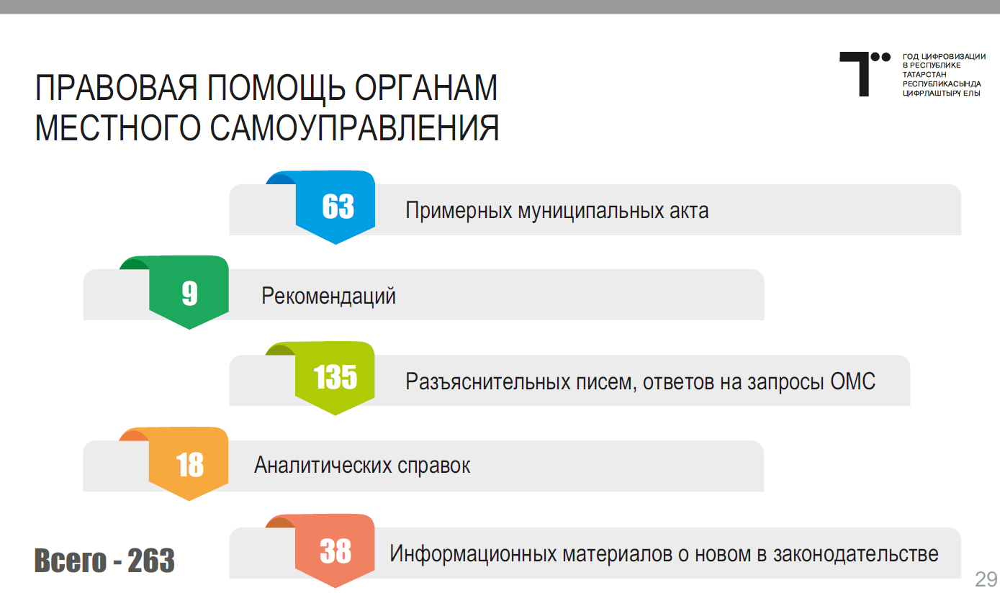 ПРАВОВАЯ ПОМОЩЬ ОРГАНАМ
МЕСТНОГО САМОУПРАВЛЕНИЯ
ГОД ЦИФРОВИЗАЦИИ
В РЕСПУБЛИКЕ
ТАТАРСТАН
РЕСПУБЛИКАСЫНДА
ЦИФРЛАШТЫРУ ЕЛЫ
63 Примерных муниципальных акта
9 Рекомендаций
135 Разъяснительных писем, ответов на запросы ОМС
18 Аналитических справок
38 Информационных материалов о новом в законодательстве
Всего - 263
29